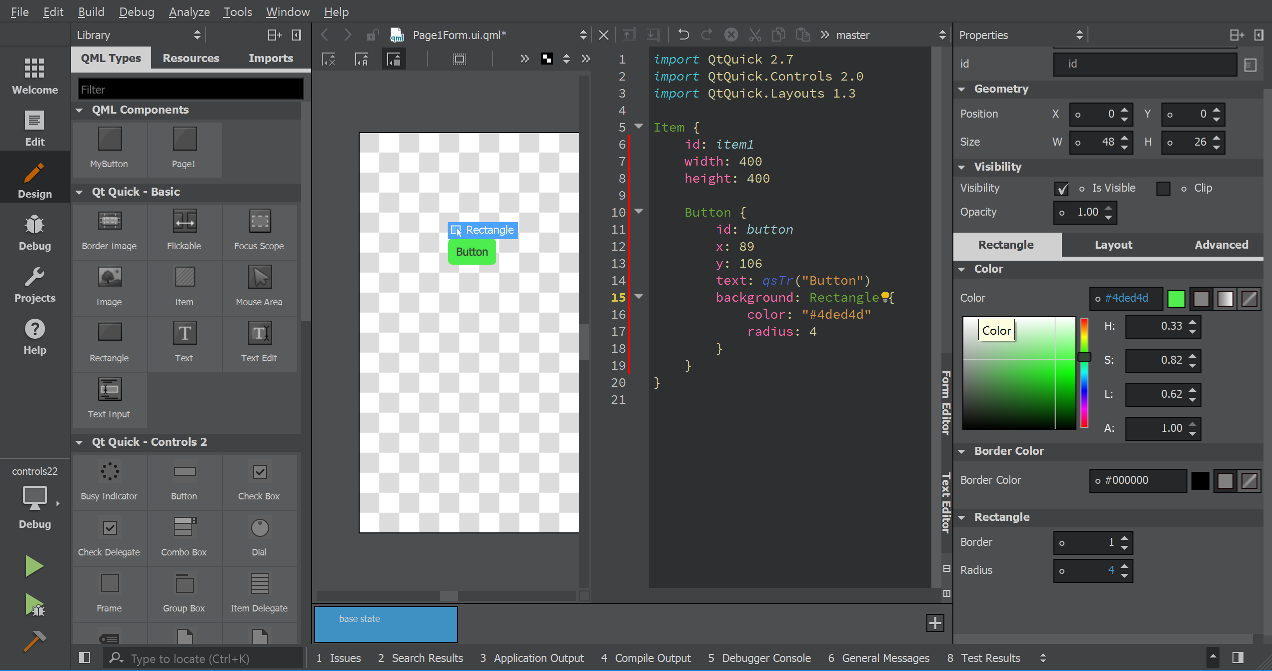 File Edit Build Debug Analyze Tools Window Help
Library
Page1Form.ui.qml*
master
Properties
Welcome
Edit
Design
Debug
Projects
Help
controls22
Debug
QML Types Resources Imports
Filter
QML Components
MyButton Page1
Qt Quick - Basic
Border Image Flickable Focus Scope
Image Item Mouse Area
Rectangle Text Text Edit
Text Input
Qt Quick - Controls 2
Busy Indicator Button Check Box
Check Delegate Combo Box Dial
Frame Group Box Item Delegate
Rectangle
Button
1 import QtQuick 2.7
2 import QtQuick.Controls 2.0
3 import QtQuick.Layouts 1.3
4
5 Item {
6 id: item1
7 width: 400
8 height: 400
9
10 Button {
11 id: button
12 x: 89
13 y: 106
14 text: qsTr("Button")
15 background: Rectangle {
16 color: "#4ded4d"
17 radius: 4
18 }
19 }
20 }
21
Form Editor
Text Editor
id id
Geometry
Position X 0 Y 0
Size W 48 H 26
Visibility
Visibility Is Visible Clip
Opacity 1.00
Rectangle Layout Advanced
Color
Color #4ded4d
Color
H: 0.33
S: 0.82
L: 0.62
A: 1.00
Border Color
Border Color #000000
Rectangle
Border 1
Radius 4
base state
Type to locate (Ctrl+K)
1 Issues 2 Search Results 3 Application Output 4 Compile Output 5 Debugger Console 6 General Messages 8 Test Results